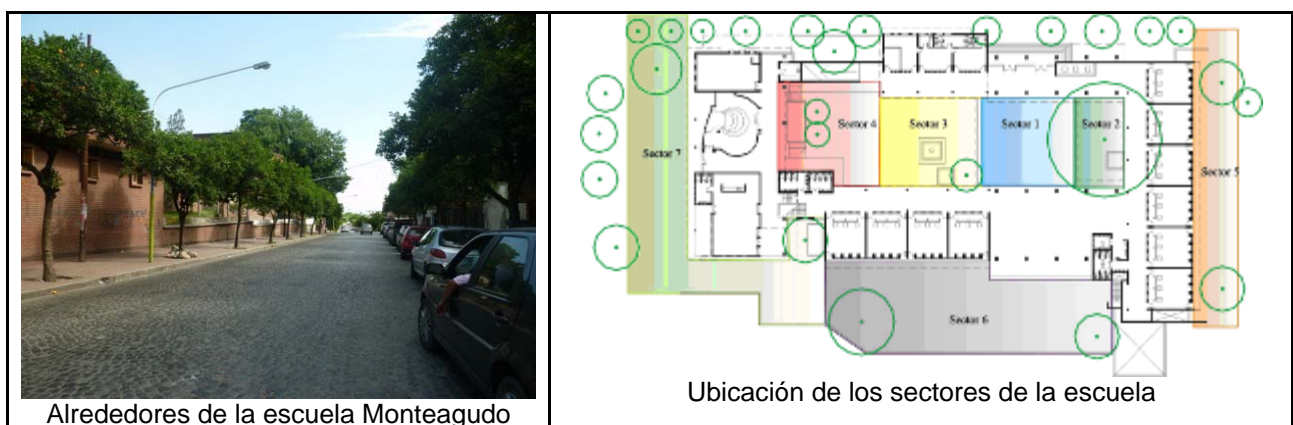 Alrededores de la escuela Monteagudo
Sector 7
Sector 4
Sector 3
Sector 1
Sector 2
Sector 5
Sector 6
Ubicación de los sectores de la escuela